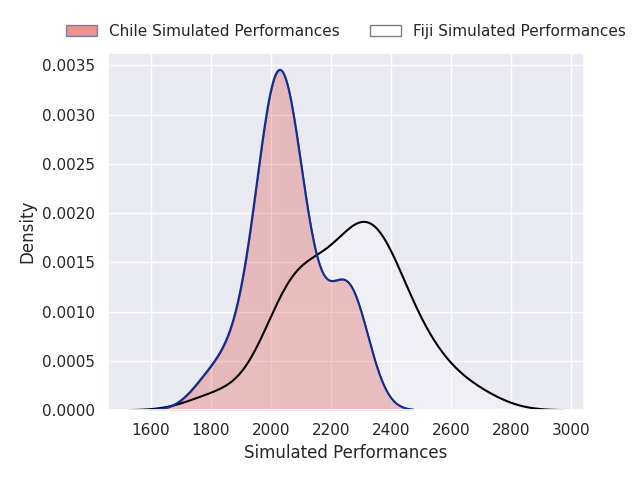 Chile Simulated Performances Fiji Simulated Performances
0.0035
0.0030
0.0025
0.0020
0.0015
0.0010
0.0005
0.0000
Density
1600 1800 2000 2200 2400 2600 2800 3000
Simulated Performances